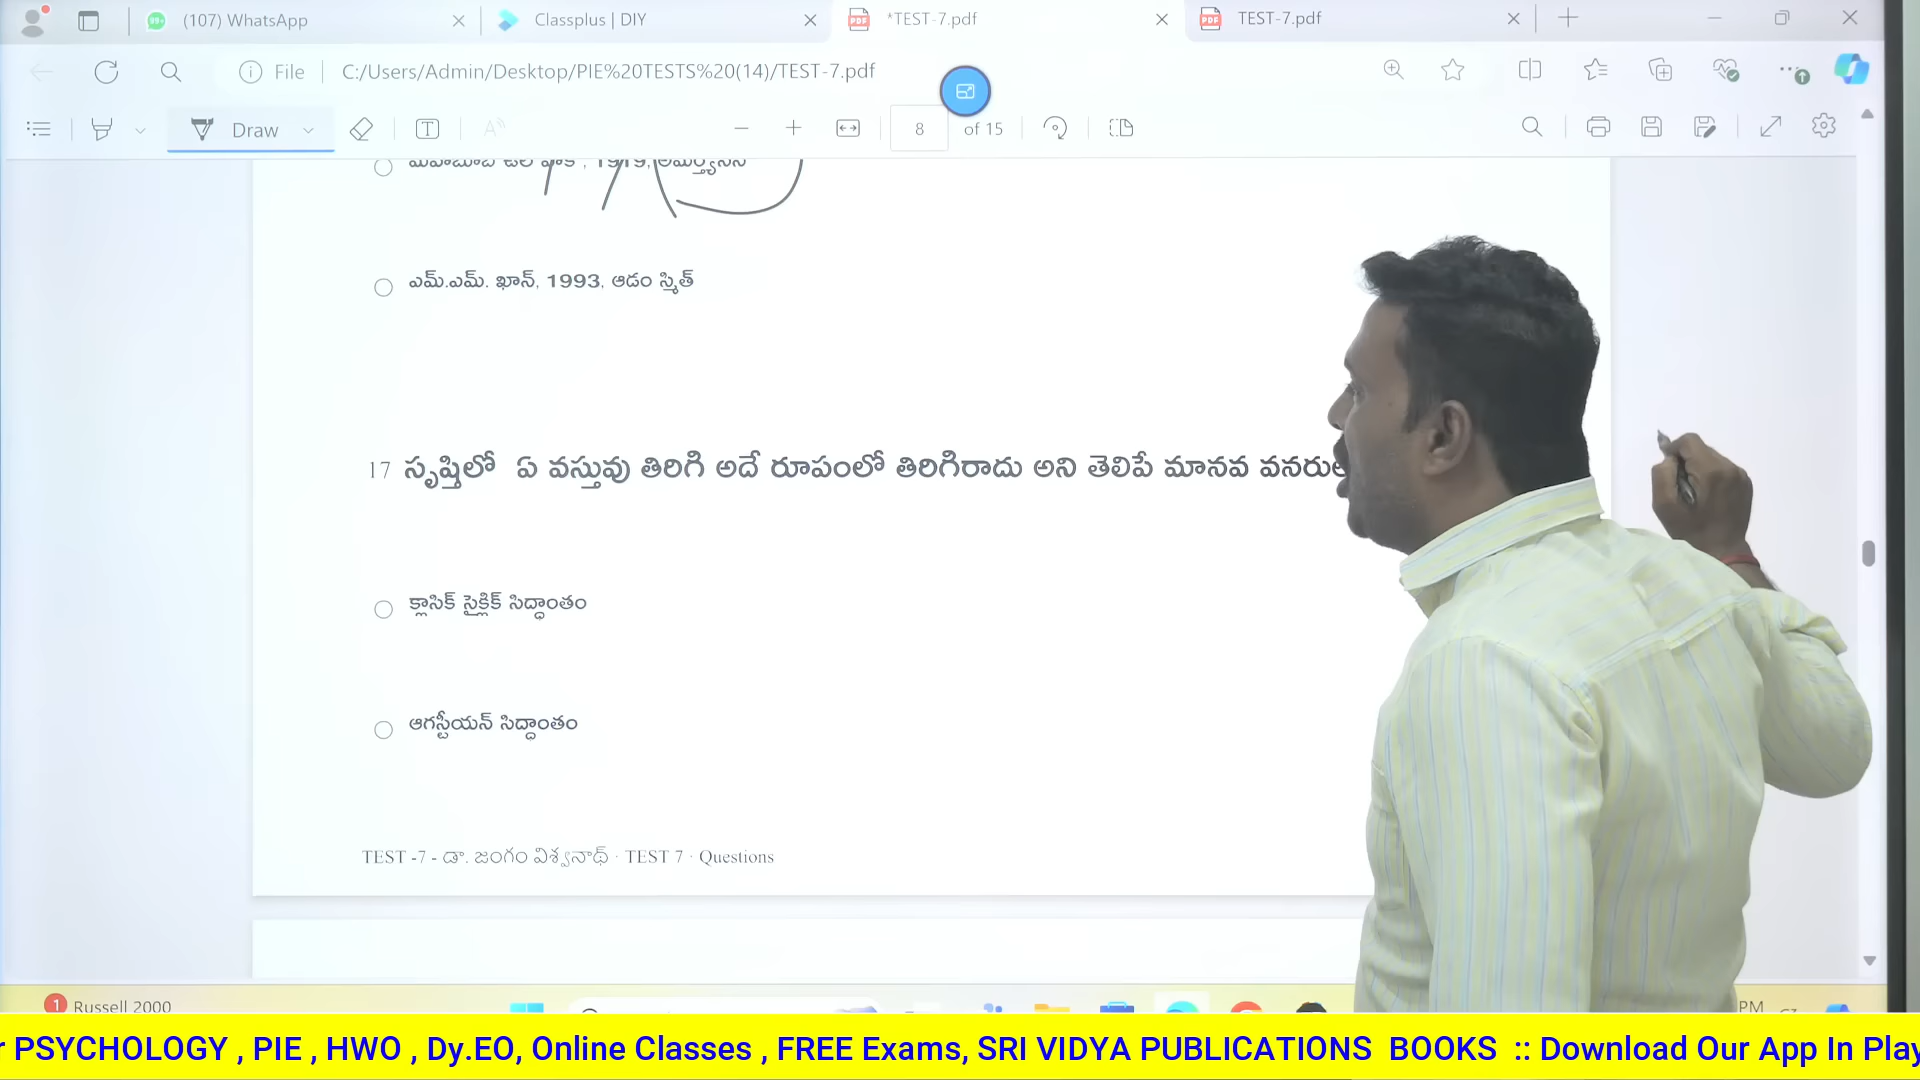 (107) WhatsApp
Classplus | DIY
*TEST-7.pdf
TEST-7.pdf
File
C:/Users/Admin/Desktop/PIE%20TESTS%20(14)/TEST-7.pdf
Draw
8 of 15
1919,
ఎమ్.ఎమ్. ఖాన్, 1993, ఆడం స్మిత్
17 సృష్టిలో ఏ వస్తువు తిరిగి అదే రూపంలో తిరిగిరాదు అని తెలిపే మానవ
క్లాసిక్ సైక్లిక్ సిద్ధాంతం
ఆగస్టీయన్ సిద్ధాంతం
TEST -7 - డా. జంగం విశ్వనాథ్ · TEST 7 · Questions
1 Russell 2000
PM
PSYCHOLOGY , PIE , HWO , Dy.EO, Online Classes , FREE Exams, SRI VIDYA PUBLICATIONS BOOKS :: Download Our App In Play